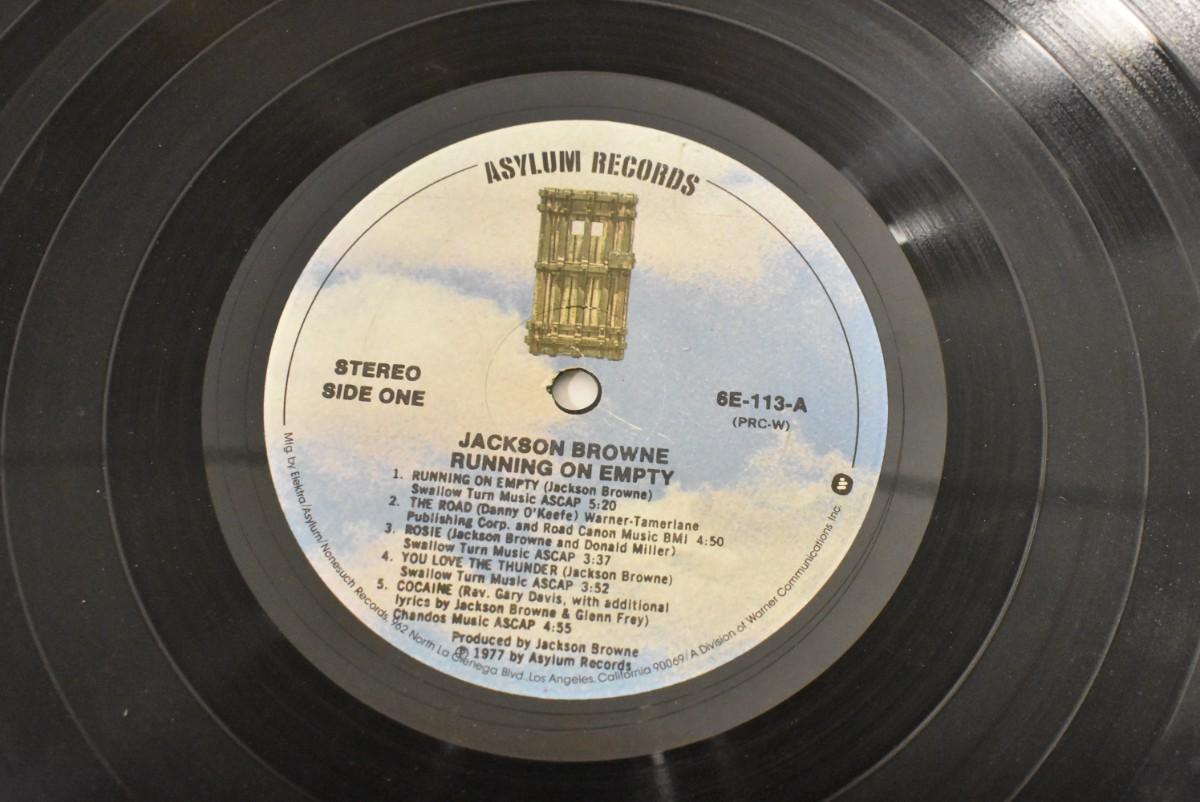 ASYLUM RECORDS
STEREO
SIDE ONE
6E-113-A
(PRC-W)
JACKSON BROWNE
RUNNING ON EMPTY
1. RUNNING ON EMPTY (Jackson Browne)
Swallow Turn Music ASCAP 5:20
2. THE ROAD (Danny O'Keefe) Warner-Tamerlane
Publishing Corp. and Road Canon Music BMI 4:50
3. ROSIE (Jackson Browne and Donald Miller)
Swallow Turn Music ASCAP 3:37
4. YOU LOVE THE THUNDER (Jackson Browne)
Swallow Turn Music ASCAP 3:52
5. COCAINE (Rev. Gary Davis, with additional
lyrics by Jackson Browne & Glenn Frey)
Chandos Music ASCAP 4:55
Produced by Jackson Browne
℗ 1977 by Asylum Records
Mfg. by Elektra/Asylum/Nonesuch Records, 962 North La Cienega Blvd., Los Angeles, California 90069/A Division of Warner Communications Inc.